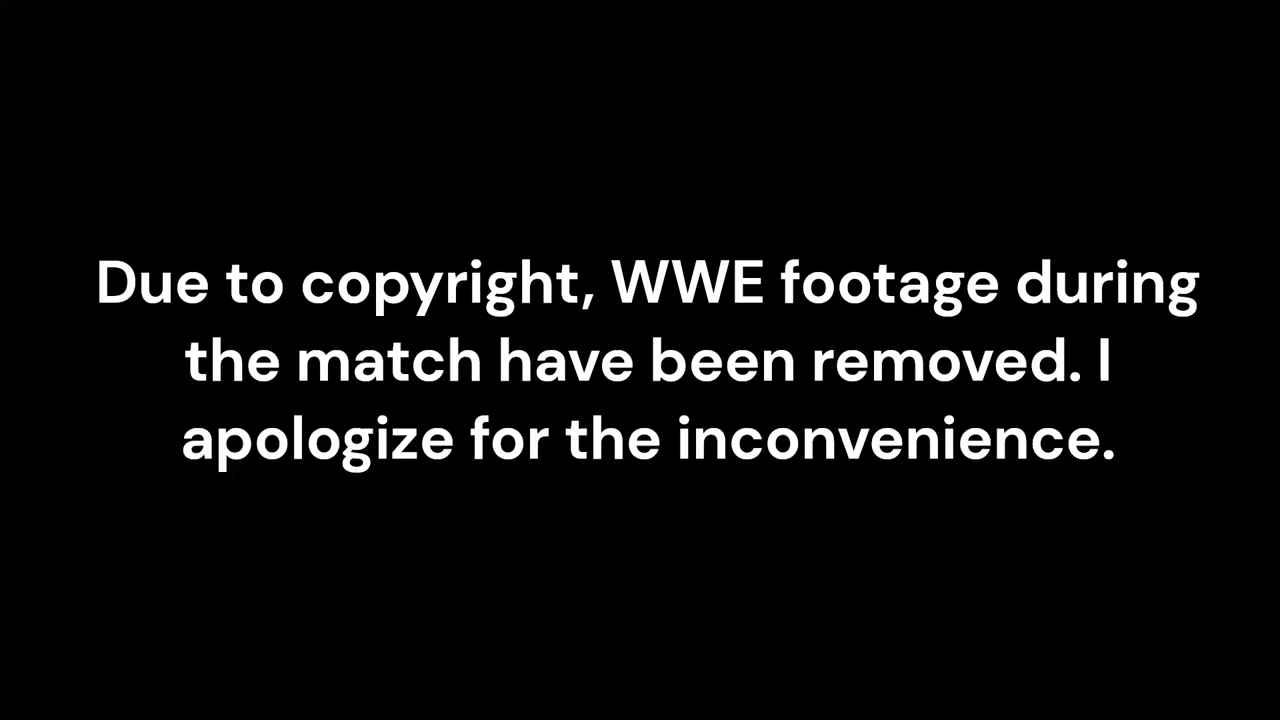 Due to copyright, WWE footage during
the match have been removed. I
apologize for the inconvenience.